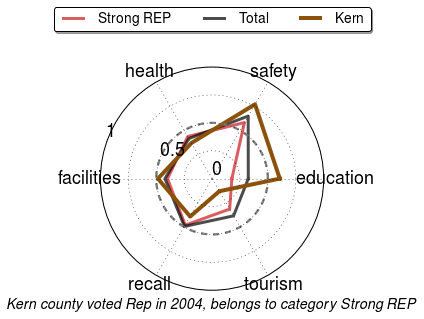 Strong REP Total Kern
health safety
1
0.5
0
facilities education
recall tourism
Kern county voted Rep in 2004, belongs to category Strong REP